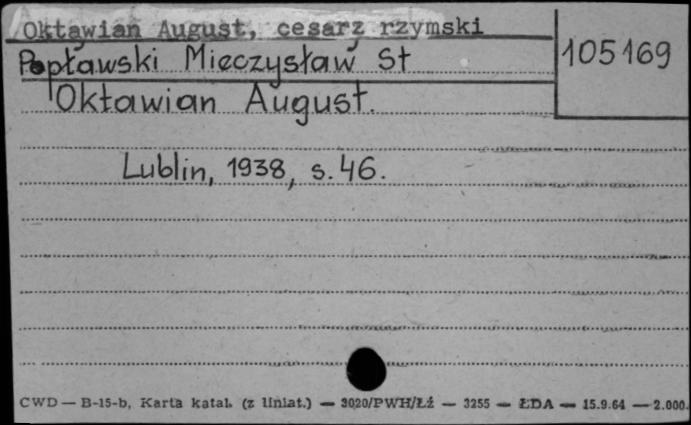 Oktawian August, cesarz rzymski
Popławski Mieczysław St
105169
Oktawian August.
Lublin, 1938, s. 46.
CWD — B-15-b, Karta katal. (z liniat.) — 3020/PWH/Łź — 3255 — ŁDA — 15.9.64 — 2.000.